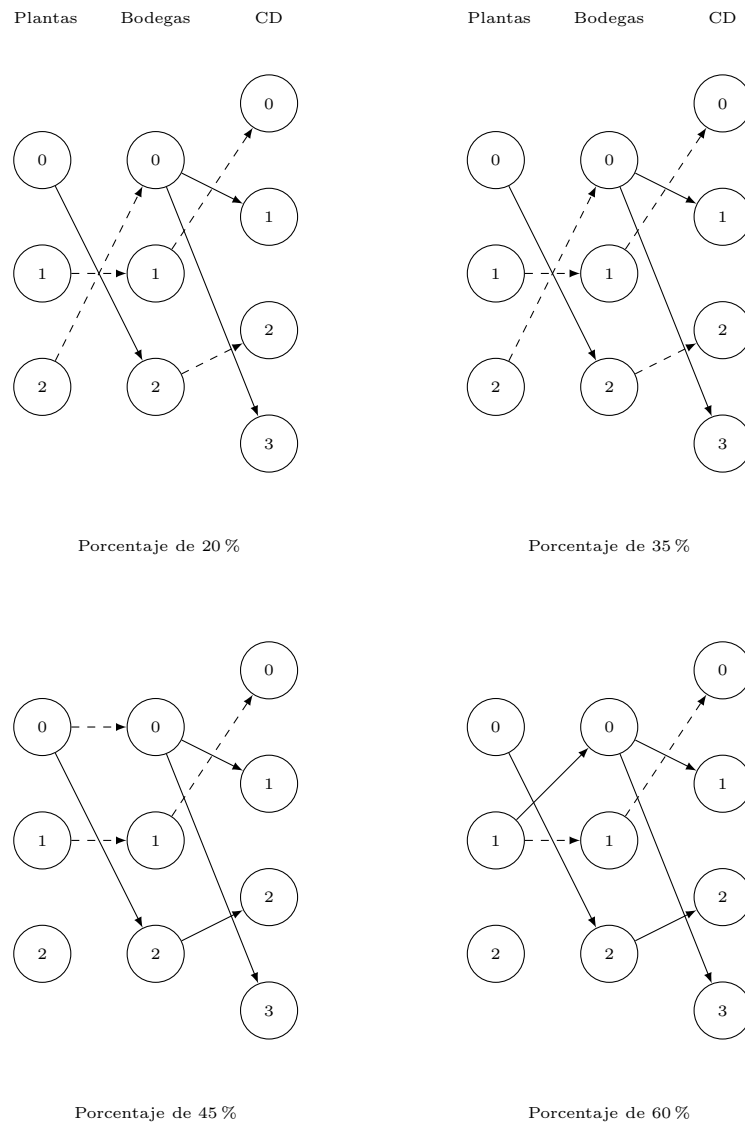 Plantas Bodegas CD Plantas Bodegas CD
0 0
0 0 0 0
1 1
1 1 1 1
2 2
2 2 2 2
3 3
Porcentaje de 20 % Porcentaje de 35 %
0 0
0 0 0 0
1 1
1 1 1 1
2 2
2 2 2 2
3 3
Porcentaje de 45 % Porcentaje de 60 %